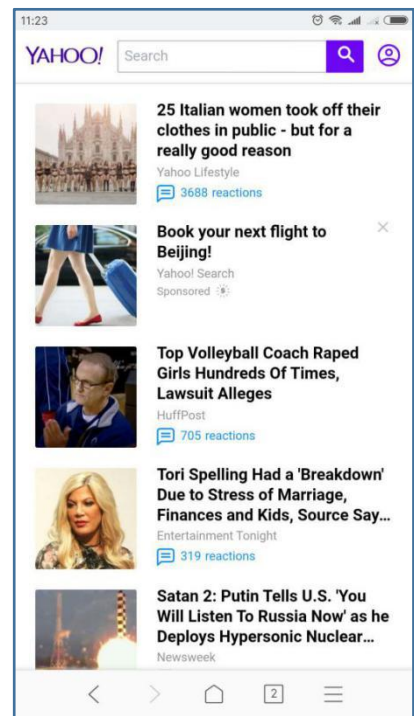 11:23
YAHOO! Search
25 Italian women took off their
clothes in public - but for a
really good reason
Yahoo Lifestyle
3688 reactions
Book your next flight to
Beijing!
Yahoo! Search
Sponsored $
Top Volleyball Coach Raped
Girls Hundreds Of Times,
Lawsuit Alleges
HuffPost
705 reactions
Tori Spelling Had a 'Breakdown'
Due to Stress of Marriage,
Finances and Kids, Source Say...
Entertainment Tonight
319 reactions
Satan 2: Putin Tells U.S. 'You
Will Listen To Russia Now' as he
Deploys Hypersonic Nuclear...
Newsweek
2